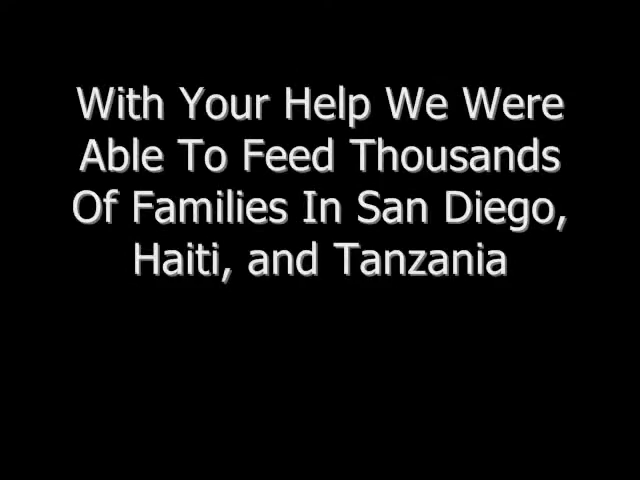 With Your Help We Were
Able To Feed Thousands
Of Families In San Diego,
Haiti, and Tanzania